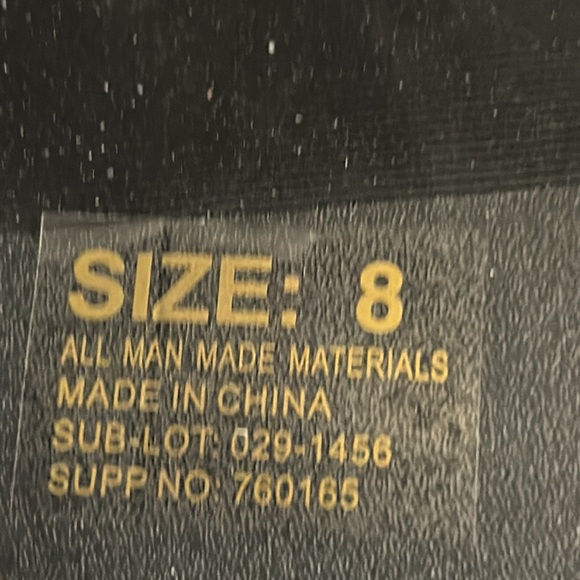 SIZE: 8
ALL MAN MADE MATERIALS
MADE IN CHINA
SUB-LOT: 029-1456
SUPP NO: 760165